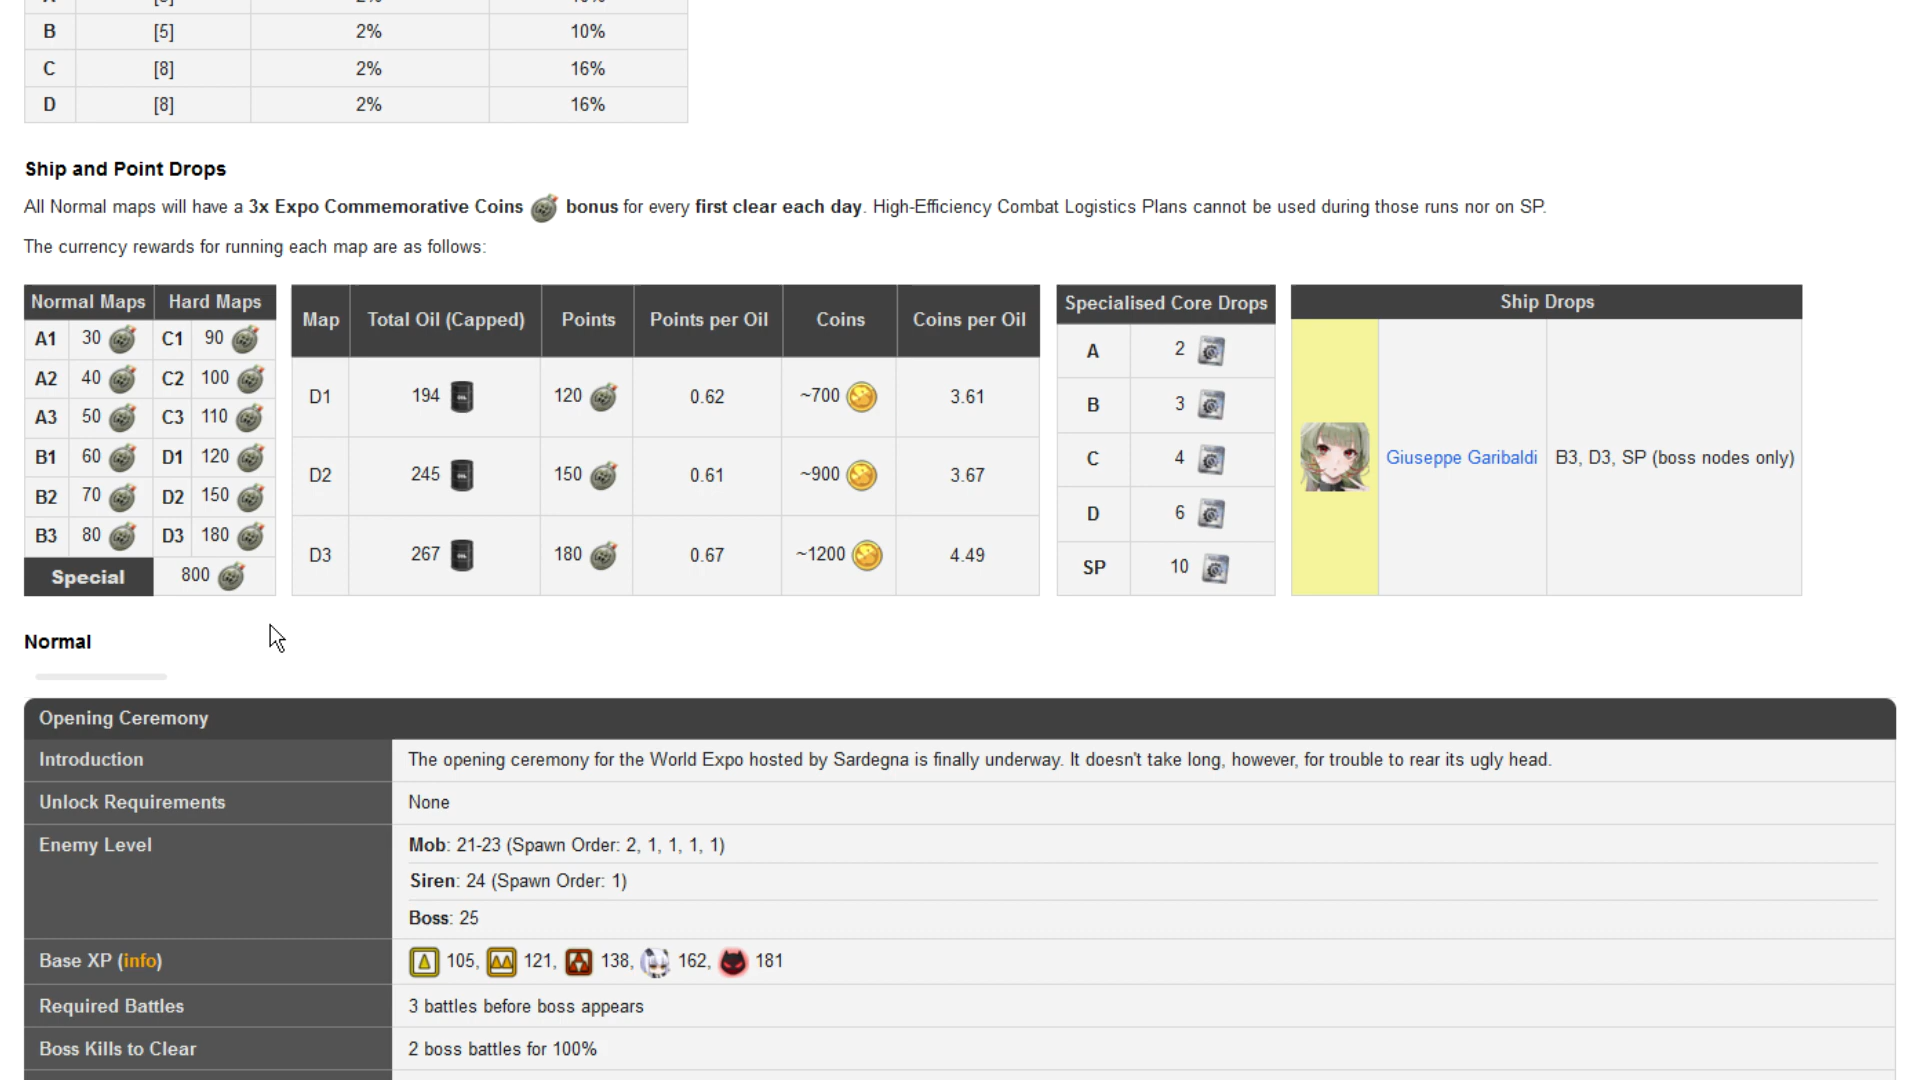 B [5] 2% 10%
C [8] 2% 16%
D [8] 2% 16%
Ship and Point Drops
All Normal maps will have a 3x Expo Commemorative Coins bonus for every first clear each day. High-Efficiency Combat Logistics Plans cannot be used during those runs nor on SP.
The currency rewards for running each map are as follows:
Normal Maps Hard Maps
A1 30 C1 90
A2 40 C2 100
A3 50 C3 110
B1 60 D1 120
B2 70 D2 150
B3 80 D3 180
Special 800
Map Total Oil (Capped) Points Points per Oil Coins Coins per Oil
D1 194 120 0.62 ~700 3.61
D2 245 150 0.61 ~900 3.67
D3 267 180 0.67 ~1200 4.49
Specialised Core Drops
A 2
B 3
C 4
D 6
SP 10
Ship Drops
Giuseppe Garibaldi B3, D3, SP (boss nodes only)
Normal
Opening Ceremony
Introduction The opening ceremony for the World Expo hosted by Sardegna is finally underway. It doesn't take long, however, for trouble to rear its ugly head.
Unlock Requirements None
Enemy Level Mob: 21-23 (Spawn Order: 2, 1, 1, 1, 1)
Siren: 24 (Spawn Order: 1)
Boss: 25
Base XP (info) 105, 121, 138, 162, 181
Required Battles 3 battles before boss appears
Boss Kills to Clear 2 boss battles for 100%